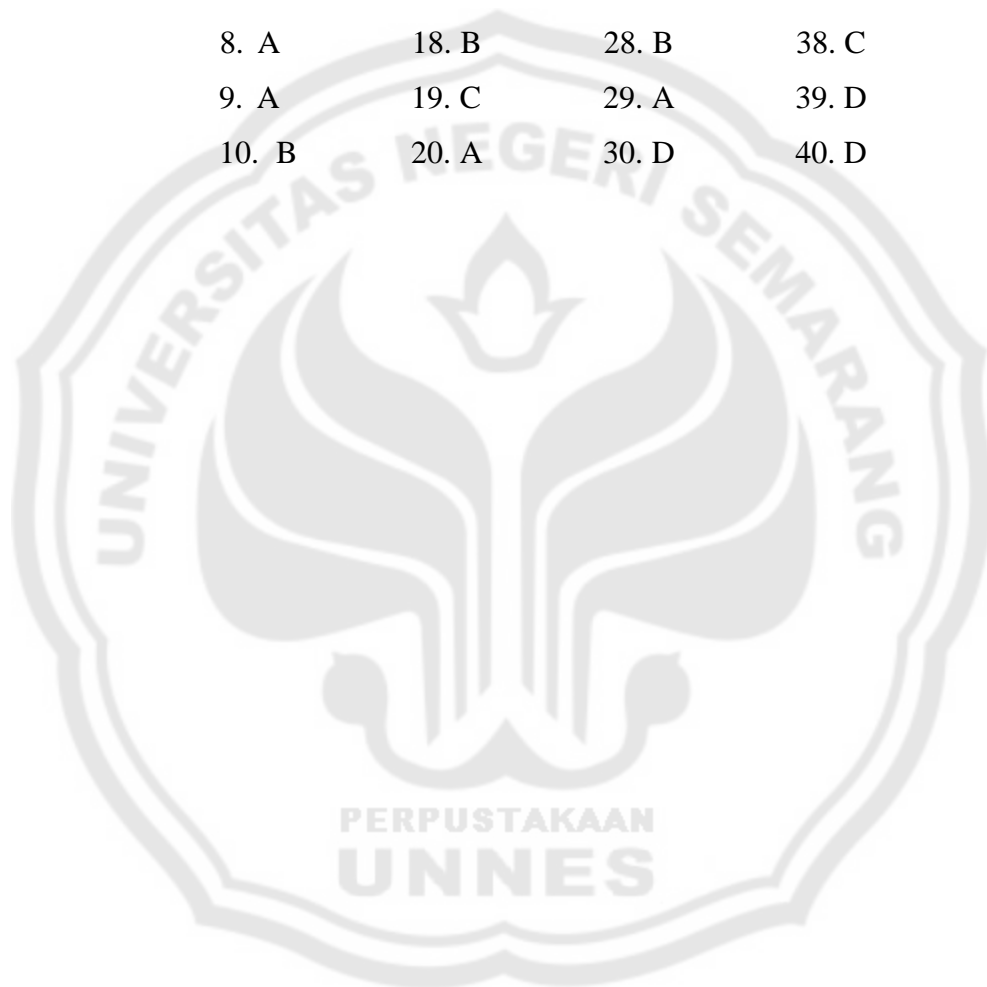 8. A 18. B 28. B 38. C
9. A 19. C 29. A 39. D
10. B 20. A 30. D 40. D
UNIVERSITAS NEGERI SEMARANG
PERPUSTAKAAN
UNNES